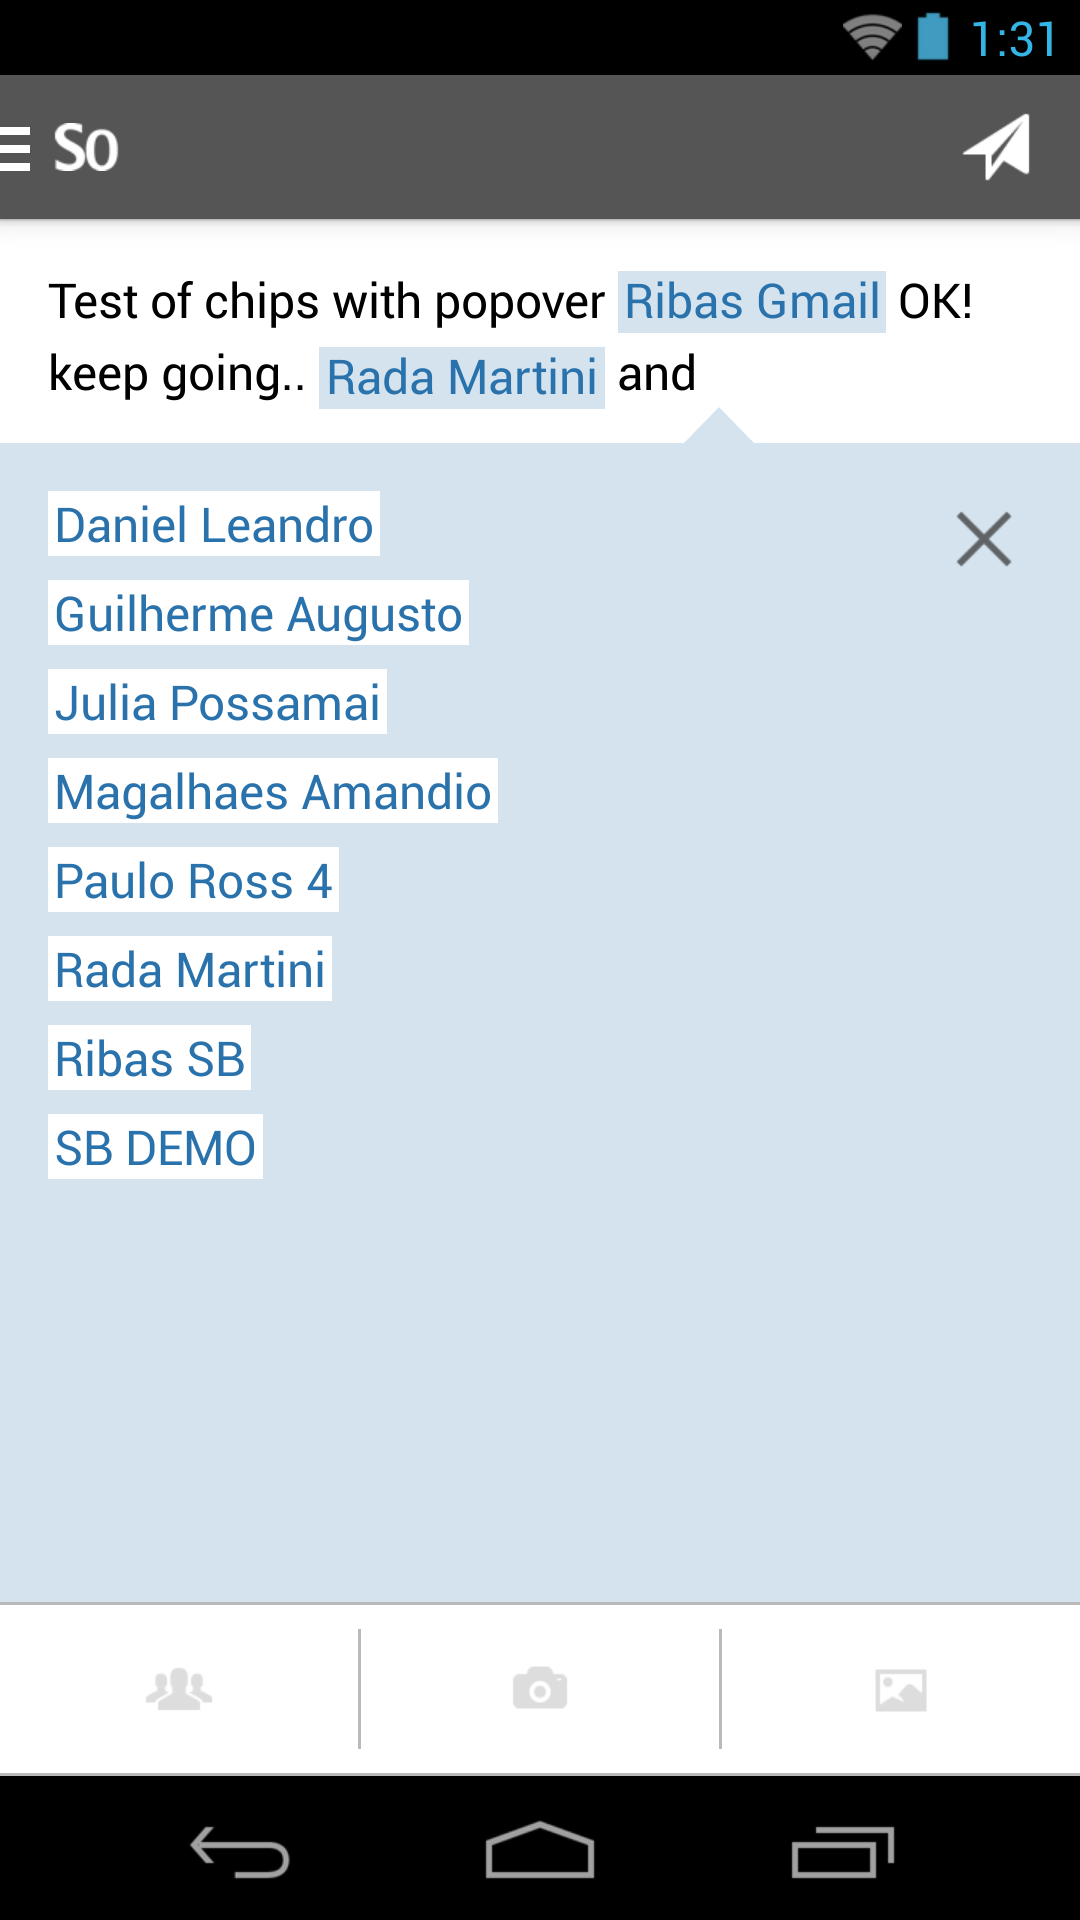 1:31
So
Test of chips with popover Ribas Gmail OK!
keep going.. Rada Martini and
Daniel Leandro
Guilherme Augusto
Julia Possamai
Magalhaes Amandio
Paulo Ross 4
Rada Martini
Ribas SB
SB DEMO